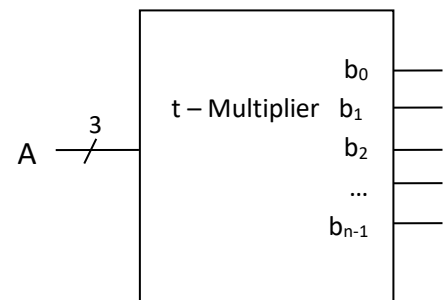 b₀
t – Multiplier b₁
3
A
b₂
...
bₙ₋₁